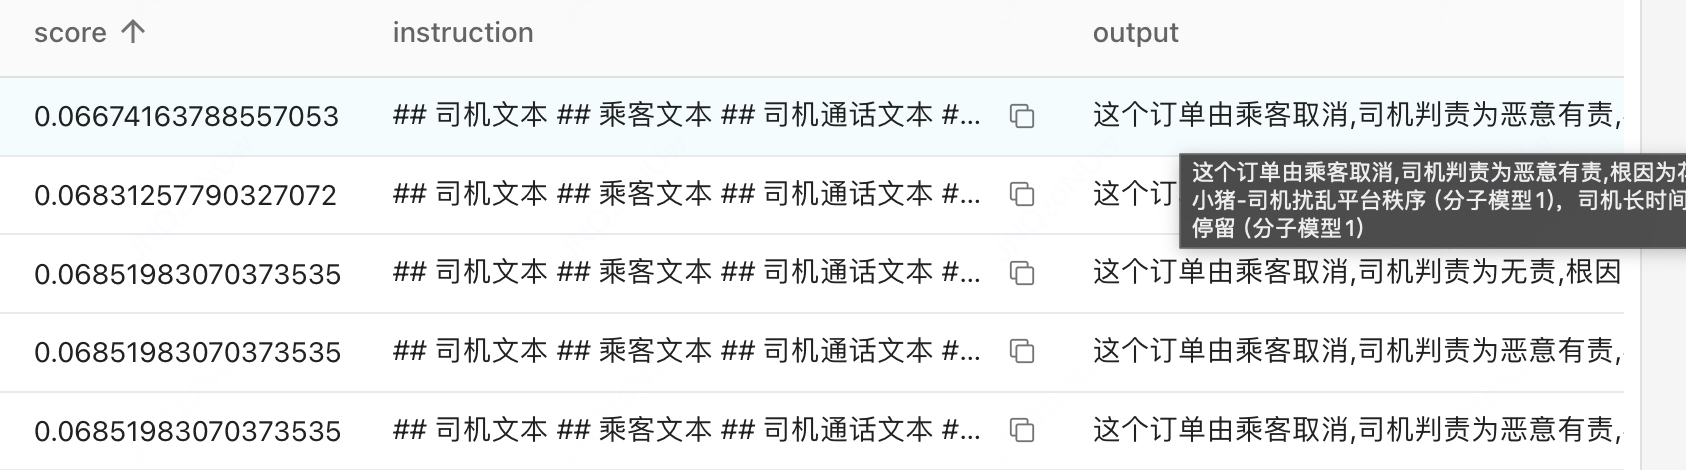 score ↑ instruction output
0.06674163788557053 ## 司机文本 ## 乘客文本 ## 司机通话文本 #... 这个订单由乘客取消,司机判责为恶意有责,
0.06831257790327072 ## 司机文本 ## 乘客文本 ## 司机通话文本 #... 这个订
这个订单由乘客取消,司机判责为恶意有责,根因为
小猪-司机扰乱平台秩序 (分子模型1)，司机长时间
停留 (分子模型1)
0.06851983070373535 ## 司机文本 ## 乘客文本 ## 司机通话文本 #... 这个订单由乘客取消,司机判责为无责,根因
0.06851983070373535 ## 司机文本 ## 乘客文本 ## 司机通话文本 #... 这个订单由乘客取消,司机判责为恶意有责,
0.06851983070373535 ## 司机文本 ## 乘客文本 ## 司机通话文本 #... 这个订单由乘客取消,司机判责为恶意有责,